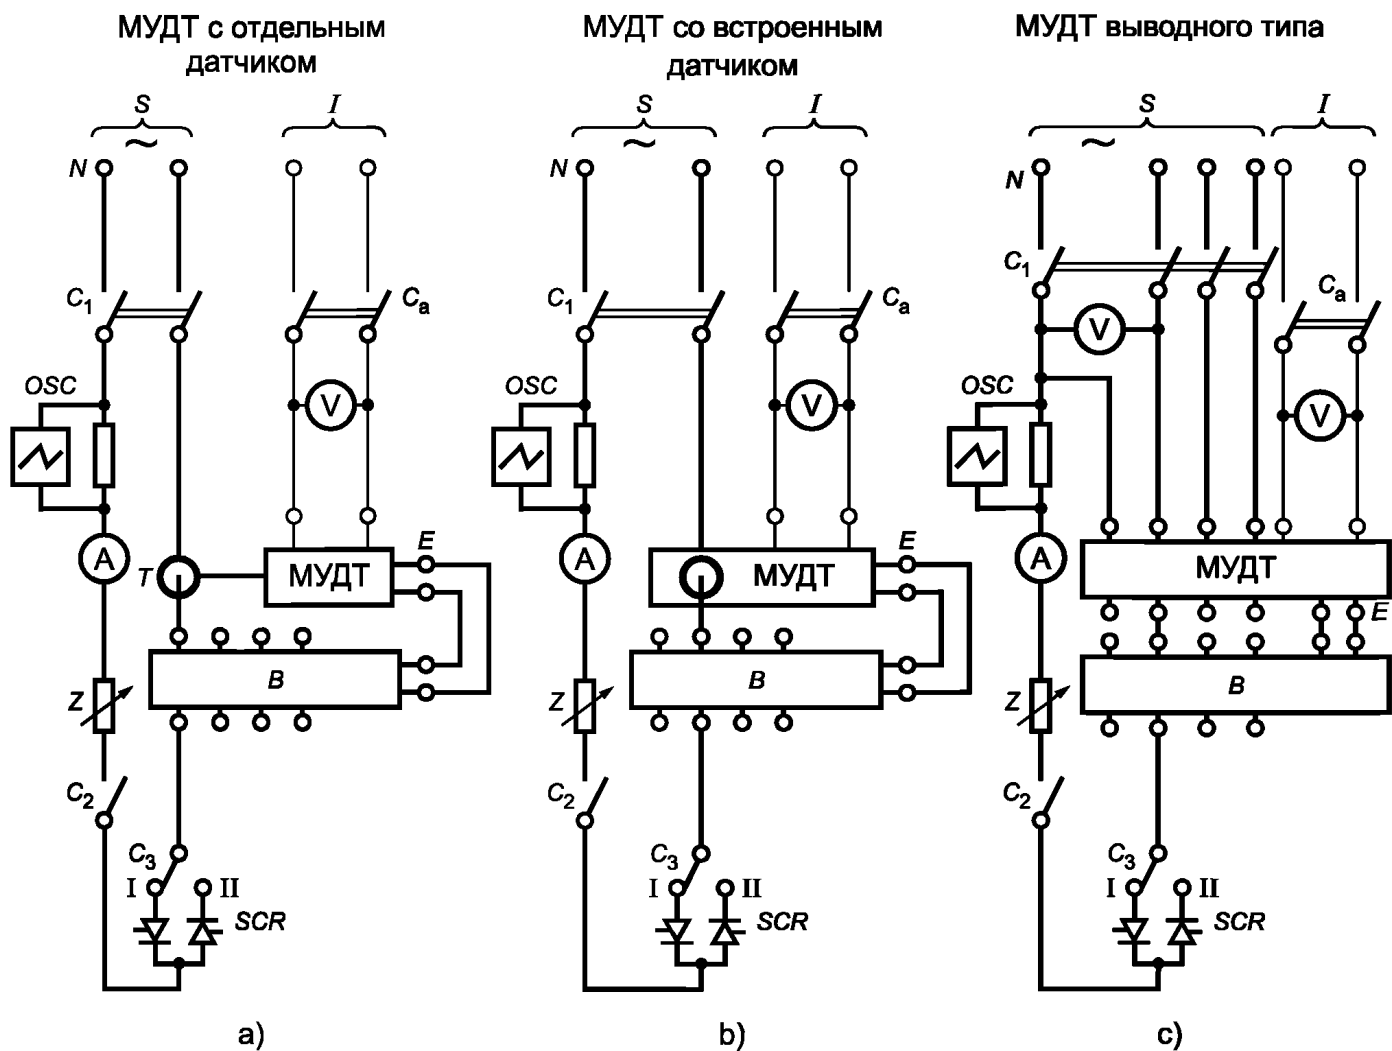 МУДТ с отдельным
датчиком
МУДТ со встроенным
датчиком
МУДТ выводного типа
S
I
S
I
S
I
~
~
~
N
N
N
C1
Ca
C1
Ca
C1
Ca
V
V
V
V
OSC
OSC
OSC
A
T
МУДТ
E
A
МУДТ
E
A
МУДТ
E
B
B
B
Z
Z
Z
C2
C2
C2
C3
C3
C3
I
II
I
II
I
II
SCR
SCR
SCR
a)
b)
c)